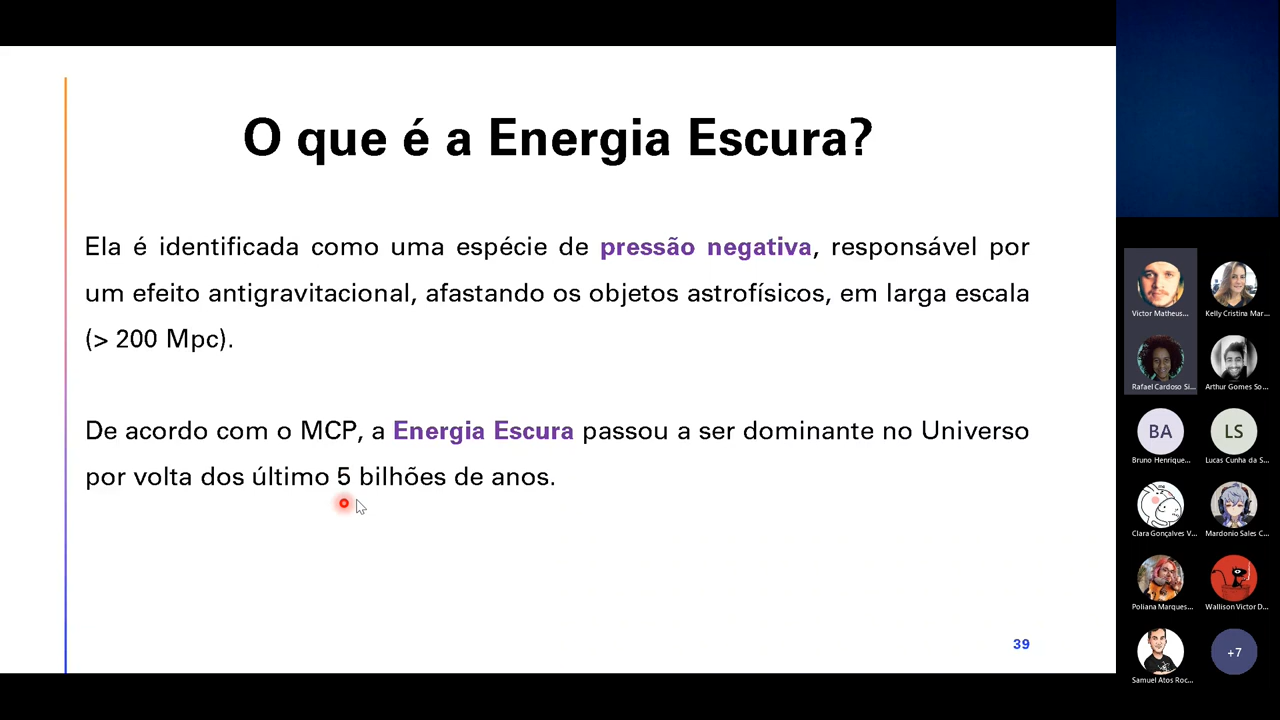 O que é a Energia Escura?
Ela é identificada como uma espécie de pressão negativa, responsável por
um efeito antigravitacional, afastando os objetos astrofísicos, em larga escala
(> 200 Mpc).
De acordo com o MCP, a Energia Escura passou a ser dominante no Universo
por volta dos último 5 bilhões de anos.
39
Victor Matheus...
Kelly Cristina Mar...
Rafael Cardoso Si...
Arthur Gomes So...
BA
LS
Bruno Henrique...
Lucas Cunha da S...
Clara Gonçalves V...
Mardonio Sales C...
Poliana Marques...
Wallison Victor D...
Samuel Atos Roc...
+7